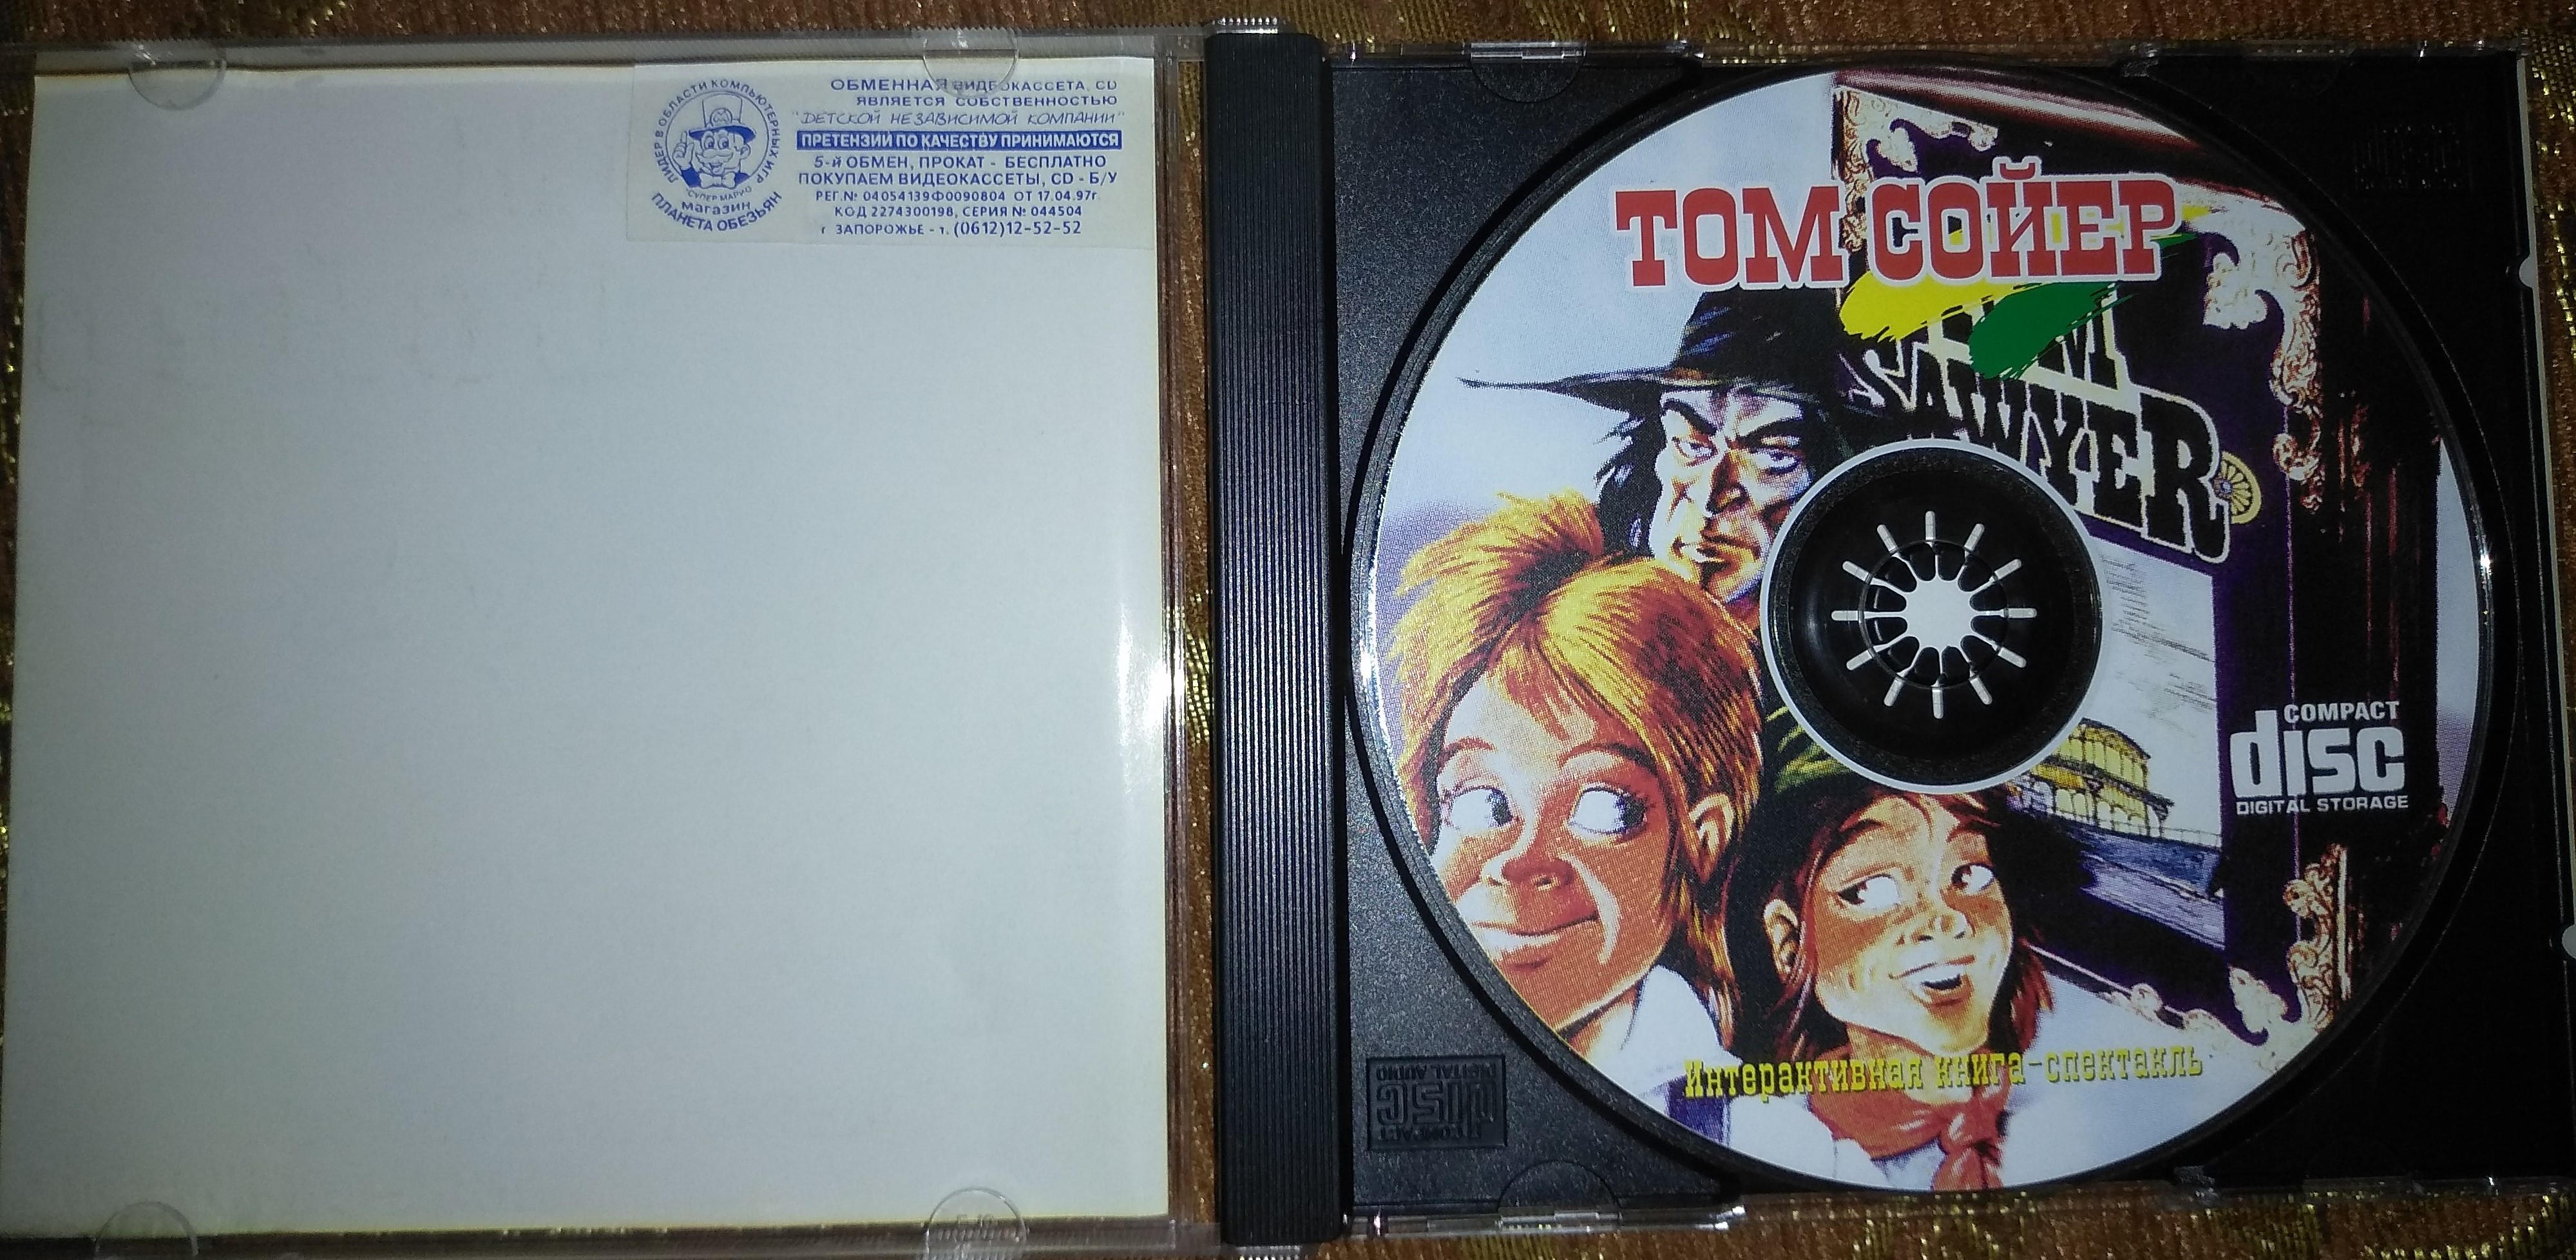 ЛИДЕР В ОБЛАСТИ КОМПЬЮТЕРНЫХ ИГР
"СУПЕР МАРИО"
магазин
ПЛАНЕТА ОБЕЗЬЯН
ОБМЕННАЯ ВИДЕОКАССЕТА, CD
ЯВЛЯЕТСЯ СОБСТВЕННОСТЬЮ
"ДЕТСКОЙ НЕЗАВИСИМОЙ КОМПАНИИ"
ПРЕТЕНЗИИ ПО КАЧЕСТВУ ПРИНИМАЮТСЯ
5-й ОБМЕН, ПРОКАТ - БЕСПЛАТНО
ПОКУПАЕМ ВИДЕОКАССЕТЫ, CD - Б/У
РЕГ.№ 04054139Ф0090804 ОТ 17.04.97г.
КОД 2274300198, СЕРИЯ № 044504
г ЗАПОРОЖЬЕ - т. (0612)12-52-52
ТОМ СОЙЕР
SAWYER
COMPACT
disc
DIGITAL STORAGE
Интерактивная книга-спектакль
COMPACT
disc
DIGITAL AUDIO